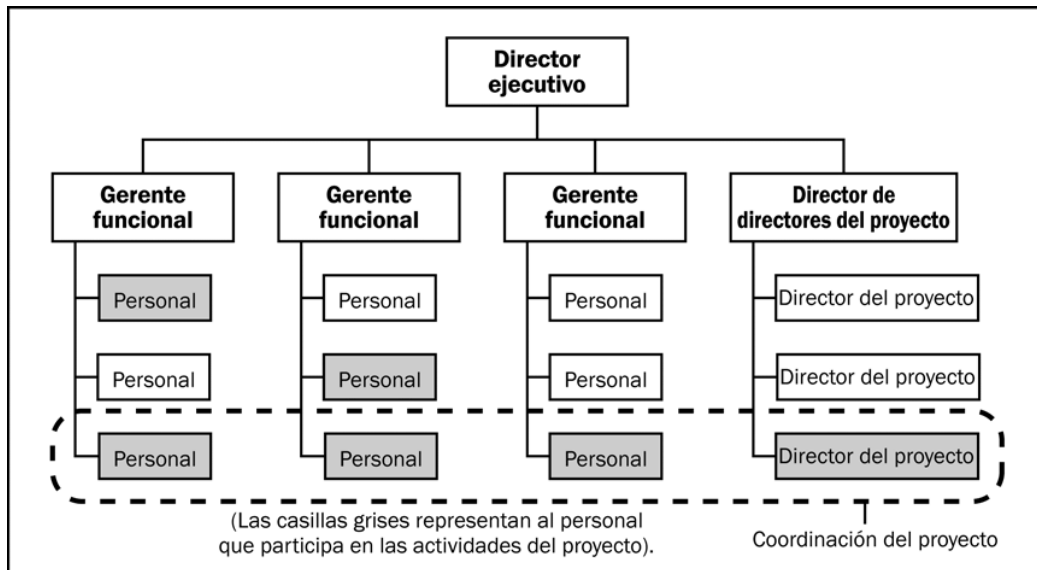 Director
ejecutivo
Gerente
funcional
Gerente
funcional
Gerente
funcional
Director de
directores del proyecto
Personal
Personal
Personal
Director del proyecto
Personal
Personal
Personal
Director del proyecto
Personal
Personal
Personal
Director del proyecto
(Las casillas grises representan al personal
que participa en las actividades del proyecto).
Coordinación del proyecto